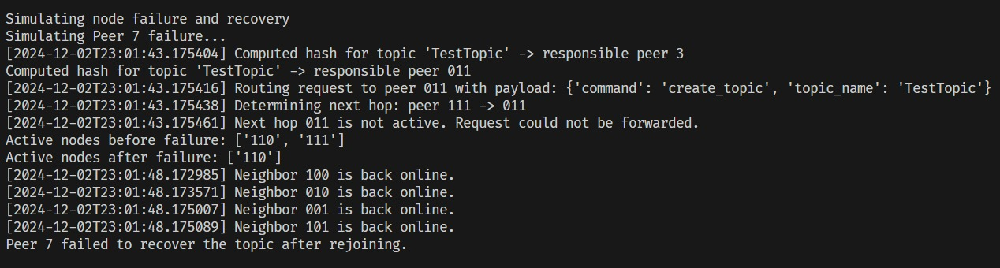 Simulating node failure and recovery
Simulating Peer 7 failure...
[2024-12-02T23:01:43.175404] Computed hash for topic 'TestTopic' -> responsible peer 3
Computed hash for topic 'TestTopic' -> responsible peer 011
[2024-12-02T23:01:43.175416] Routing request to peer 011 with payload: {'command': 'create_topic', 'topic_name': 'TestTopic'}
[2024-12-02T23:01:43.175438] Determining next hop: peer 111 -> 011
[2024-12-02T23:01:43.175461] Next hop 011 is not active. Request could not be forwarded.
Active nodes before failure: ['110', '111']
Active nodes after failure: ['110']
[2024-12-02T23:01:48.172985] Neighbor 100 is back online.
[2024-12-02T23:01:48.173571] Neighbor 010 is back online.
[2024-12-02T23:01:48.175007] Neighbor 001 is back online.
[2024-12-02T23:01:48.175089] Neighbor 101 is back online.
Peer 7 failed to recover the topic after rejoining.